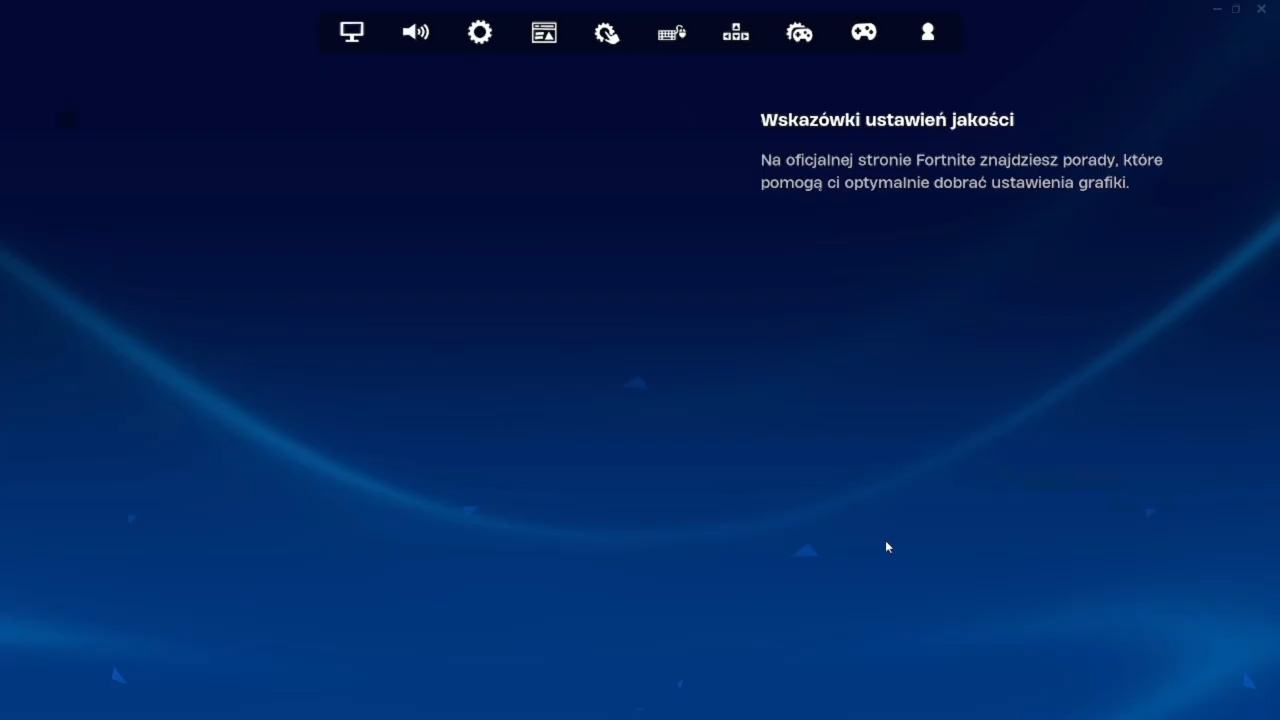 Wskazówki ustawień jakości
Na oficjalnej stronie Fortnite znajdziesz porady, które
pomogą ci optymalnie dobrać ustawienia grafiki.